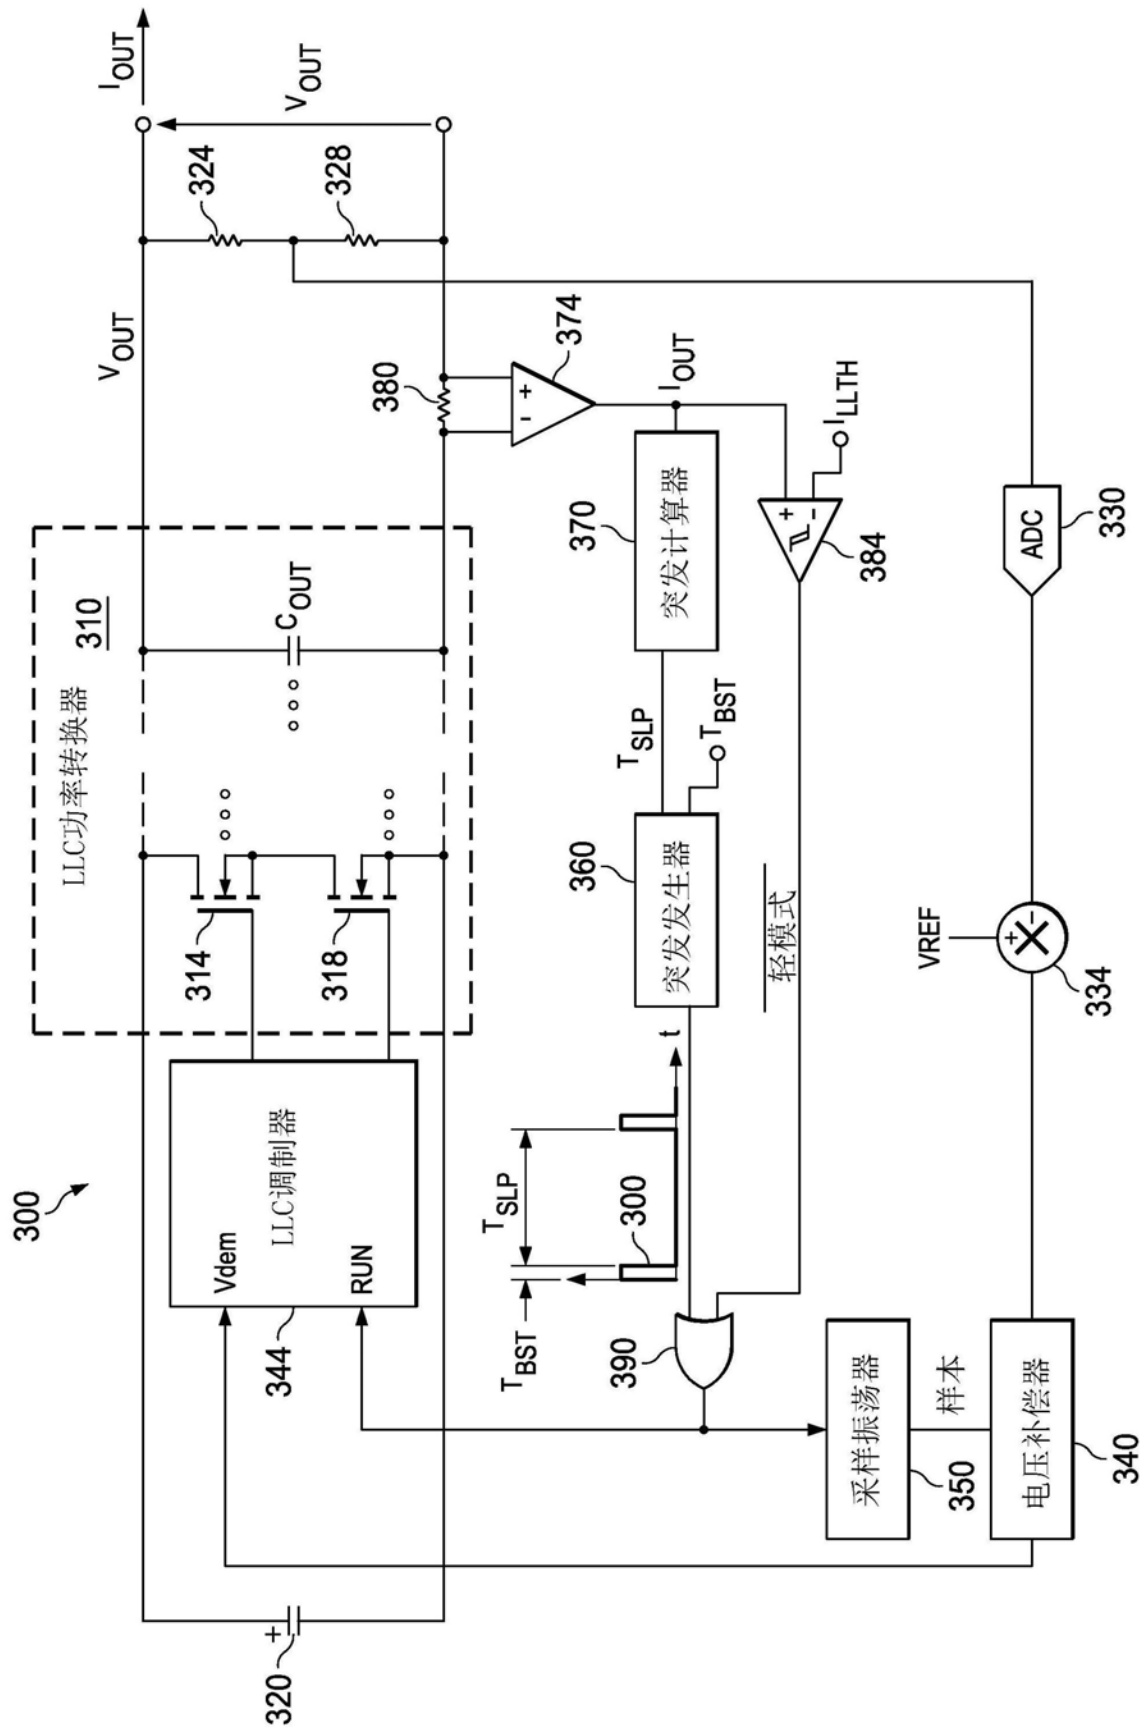 300
LLC功率转换器
310
314
318
C_OUT
V_OUT
I_OUT
V_OUT
324
328
320
+
344
LLC调制器
Vdem
RUN
380
+
-
374
I_OUT
T_BST
T_SLP
300
t
360
突发发生器
T_SLP
T_BST
370
突发计算器
390
轻模式
+
-
384
I_LLTH
采样振荡器
350
样本
电压补偿器
340
VREF
+
-
334
ADC
330